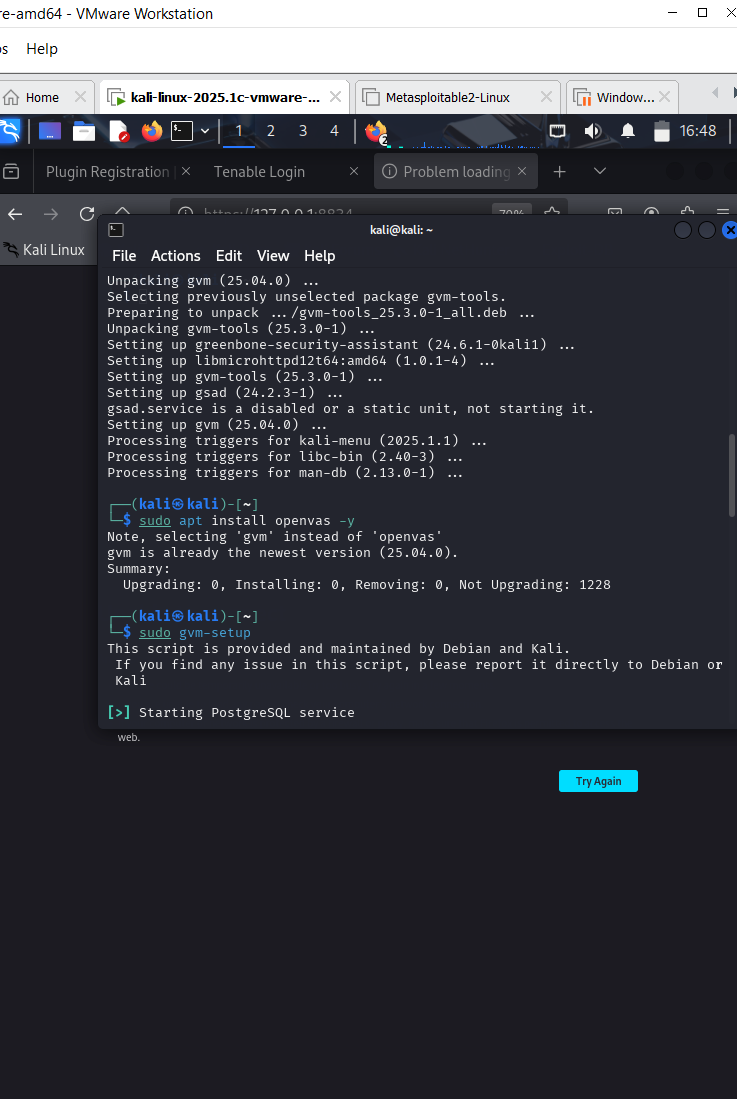 re-amd64 - VMware Workstation
Help
Home
kali-linux-2025.1c-vmware-...
Metasploitable2-Linux
Window...
1 2 3 4
16:48
Plugin Registration
Tenable Login
Problem loading
https://127.0.0.1:8834
70%
Kali Linux
kali@kali: ~
File Actions Edit View Help
Unpacking gvm (25.04.0) ...
Selecting previously unselected package gvm-tools.
Preparing to unpack .../gvm-tools_25.3.0-1_all.deb ...
Unpacking gvm-tools (25.3.0-1) ...
Setting up greenbone-security-assistant (24.6.1-0kali1) ...
Setting up libmicrohttpd12t64:amd64 (1.0.1-4) ...
Setting up gvm-tools (25.3.0-1) ...
Setting up gsad (24.2.3-1) ...
gsad.service is a disabled or a static unit, not starting it.
Setting up gvm (25.04.0) ...
Processing triggers for kali-menu (2025.1.1) ...
Processing triggers for libc-bin (2.40-3) ...
Processing triggers for man-db (2.13.0-1) ...
┌──(kali㉿kali)-[~]
└─$ sudo apt install openvas -y
Note, selecting 'gvm' instead of 'openvas'
gvm is already the newest version (25.04.0).
Summary:
Upgrading: 0, Installing: 0, Removing: 0, Not Upgrading: 1228
┌──(kali㉿kali)-[~]
└─$ sudo gvm-setup
This script is provided and maintained by Debian and Kali.
If you find any issue in this script, please report it directly to Debian or
Kali
[>] Starting PostgreSQL service
web.
Try Again